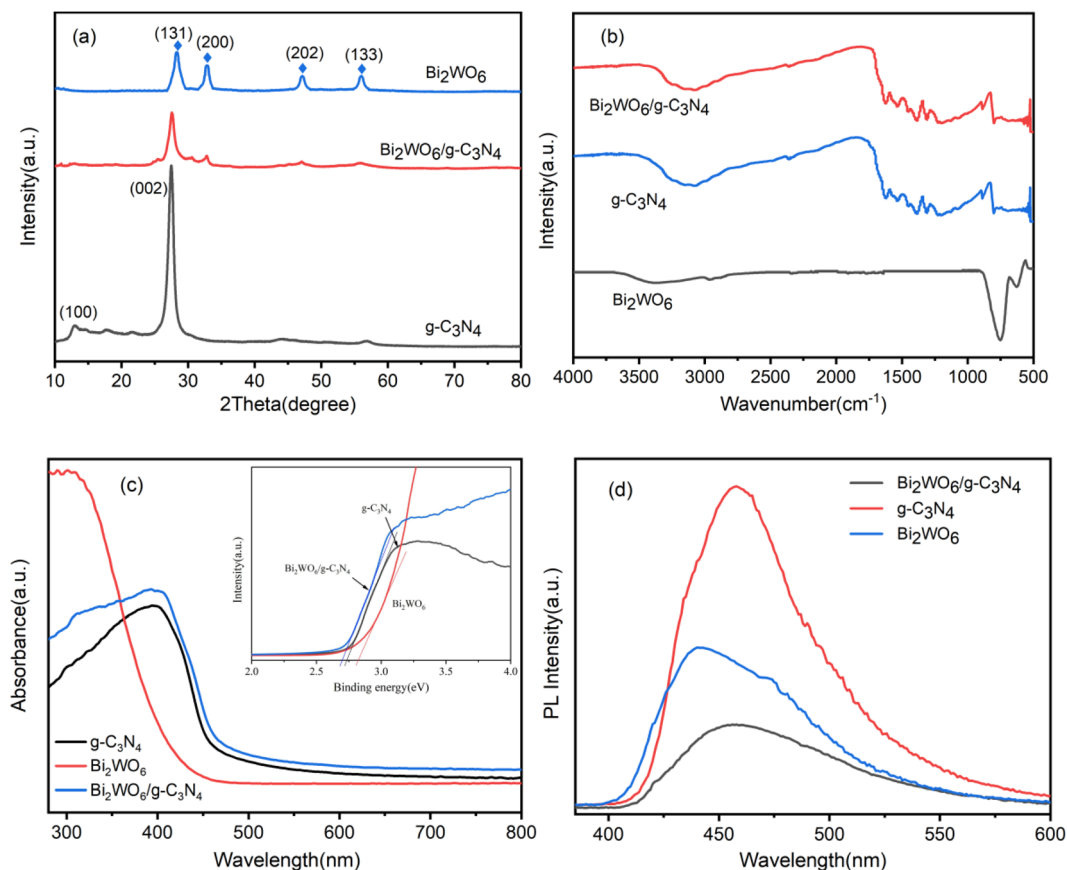 (a)
(131)
(200)
(202)
(133)
Bi₂WO₆
Bi₂WO₆/g-C₃N₄
(002)
(100)
g-C₃N₄
Intensity(a.u.)
10 20 30 40 50 60 70 80
2Theta(degree)
(b)
Bi₂WO₆/g-C₃N₄
g-C₃N₄
Bi₂WO₆
Intensity(a.u.)
4000 3500 3000 2500 2000 1500 1000 500
Wavenumber(cm⁻¹)
(c)
Absorbance(a.u.)
g-C₃N₄
Bi₂WO₆
Bi₂WO₆/g-C₃N₄
300 400 500 600 700 800
Wavelength(nm)
Intensity(a.u.)
g-C₃N₄
Bi₂WO₆/g-C₃N₄
Bi₂WO₆
2.0 2.5 3.0 3.5 4.0
Binding energy(eV)
(d)
Bi₂WO₆/g-C₃N₄
g-C₃N₄
Bi₂WO₆
PL Intensity(a.u.)
400 450 500 550 600
Wavelength(nm)